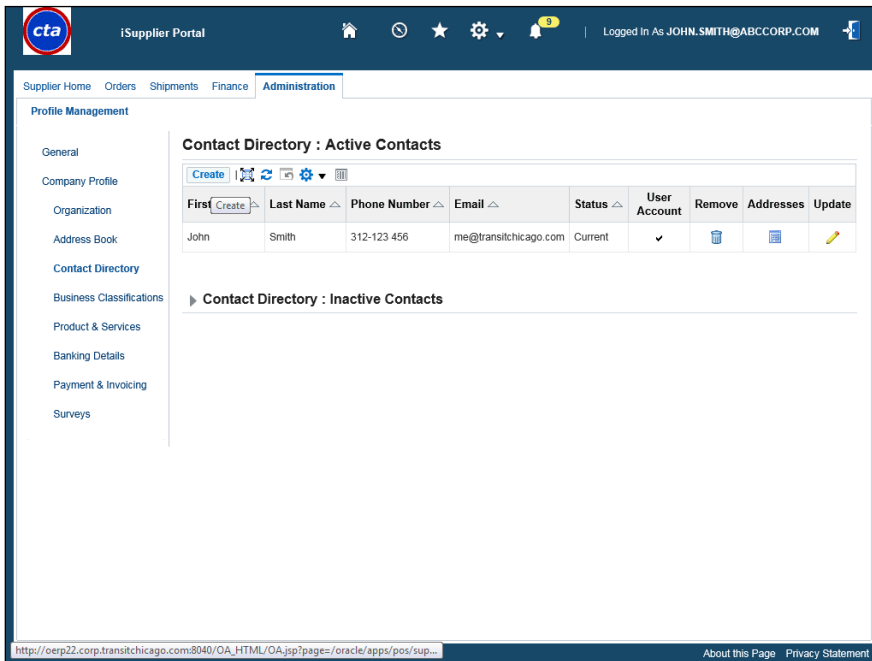 cta
iSupplier Portal
9
| Logged In As JOHN.SMITH@ABCCORP.COM
Supplier Home Orders Shipments Finance Administration
Profile Management
General
Company Profile
Organization
Address Book
Contact Directory
Business Classifications
Product & Services
Banking Details
Payment & Invoicing
Surveys
Contact Directory : Active Contacts
Create
First Create Last Name Phone Number Email Status User Account Remove Addresses Update
John Smith 312-123 456 me@transitchicago.com Current
Contact Directory : Inactive Contacts
http://oerp22.corp.transitchicago.com:8040/OA_HTML/OA.jsp?page=/oracle/apps/pos/sup...
About this Page Privacy Statement